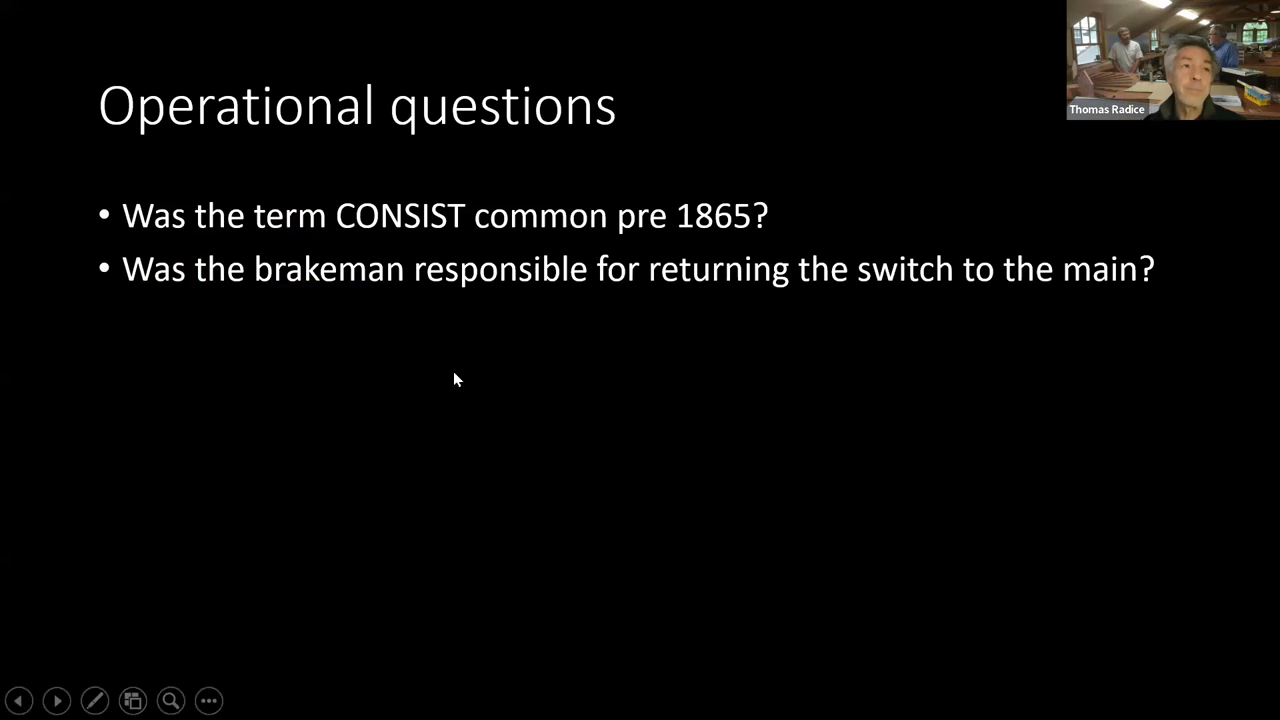 Operational questions
• Was the term CONSIST common pre 1865?
• Was the brakeman responsible for returning the switch to the main?
Thomas Radice